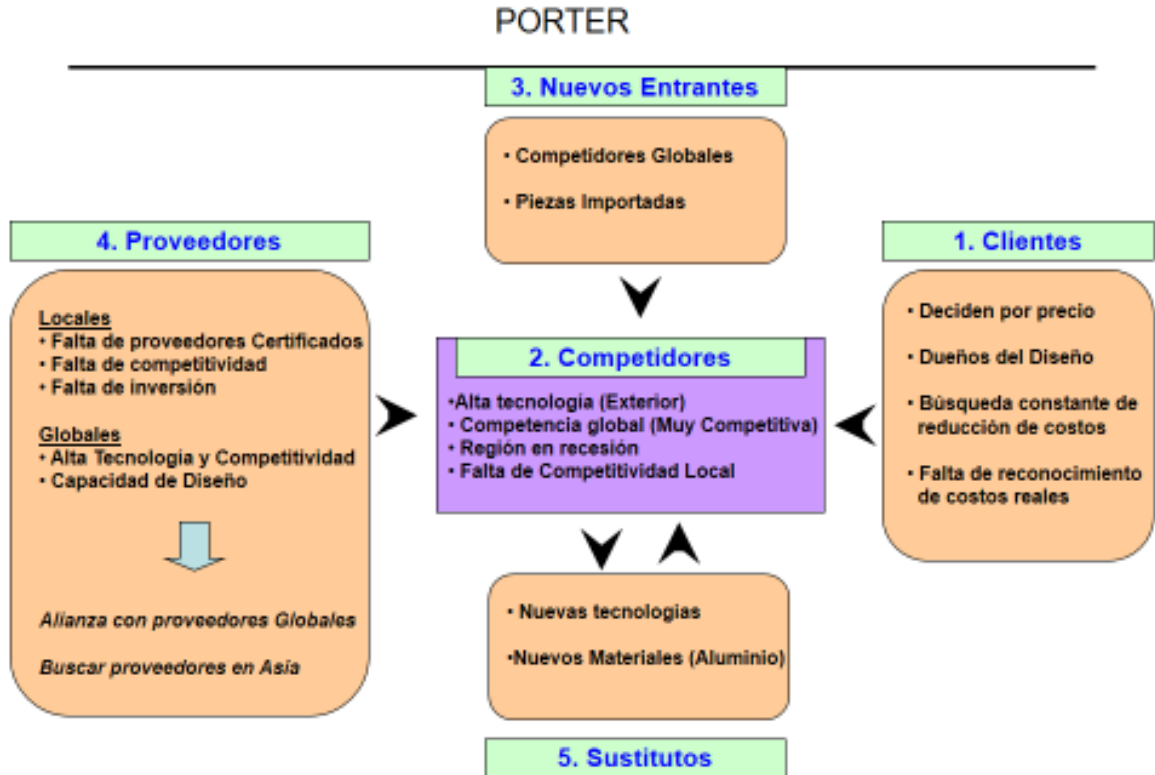 PORTER
3. Nuevos Entrantes
• Competidores Globales
• Piezas Importadas
4. Proveedores
Locales
• Falta de proveedores Certificados
• Falta de competitividad
• Falta de inversión
Globales
• Alta Tecnología y Competitividad
• Capacidad de Diseño
Alianza con proveedores Globales
Buscar proveedores en Asia
2. Competidores
•Alta tecnología (Exterior)
• Competencia global (Muy Competitiva)
• Región en recesión
• Falta de Competitividad Local
1. Clientes
• Deciden por precio
• Dueños del Diseño
• Búsqueda constante de
reducción de costos
• Falta de reconocimiento
de costos reales
• Nuevas tecnologias
•Nuevos Materiales (Aluminio)
5. Sustitutos